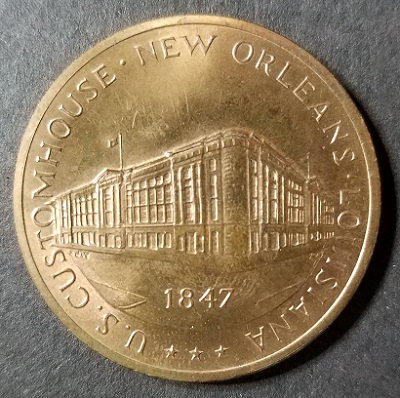 U.S. CUSTOMHOUSE · NEW ORLEANS · LOUISIANA
1847